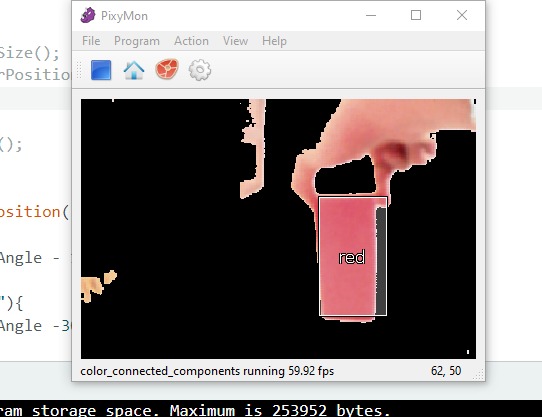 PixyMon
Size();
rPosition
File Program Action View Help
();
osition(
Angle -
"){
red
Angle -3
color_connected_components running 59.92 fps 62, 50
ram storage space. Maximum is 253952 bytes.